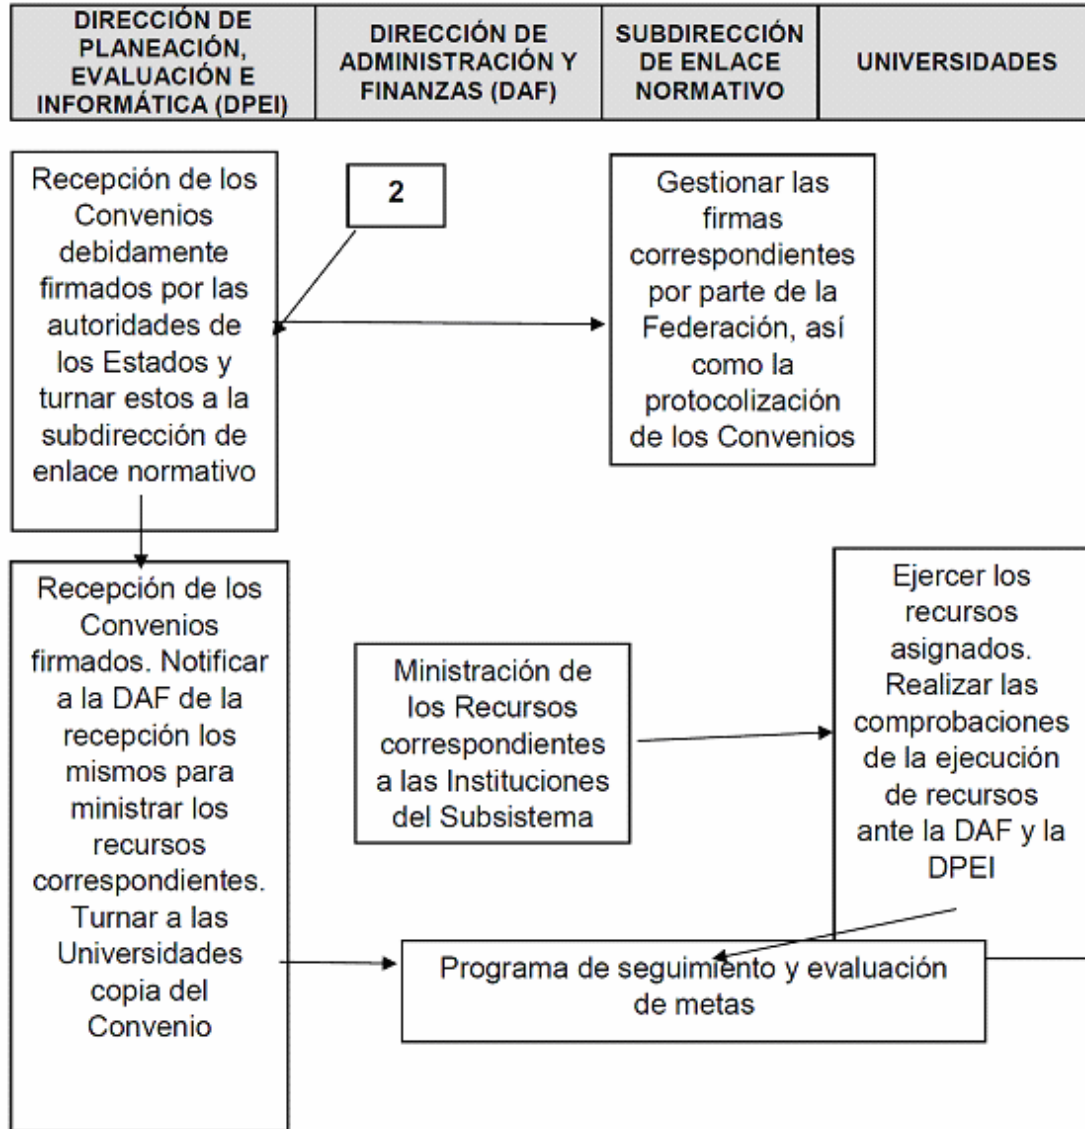 DIRECCIÓN DE
PLANEACIÓN,
EVALUACIÓN E
INFORMÁTICA (DPEI)
DIRECCIÓN DE
ADMINISTRACIÓN Y
FINANZAS (DAF)
SUBDIRECCIÓN
DE ENLACE
NORMATIVO
UNIVERSIDADES
Recepción de los
Convenios
debidamente
firmados por las
autoridades de
los Estados y
turnar estos a la
subdirección de
enlace normativo
2
Gestionar las
firmas
correspondientes
por parte de la
Federación, así
como la
protocolización
de los Convenios
Recepción de los
Convenios
firmados. Notificar
a la DAF de la
recepción los
mismos para
ministrar los
recursos
correspondientes.
Turnar a las
Universidades
copia del
Convenio
Ministración de
los Recursos
correspondientes
a las Instituciones
del Subsistema
Ejercer los
recursos
asignados.
Realizar las
comprobaciones
de la ejecución
de recursos
ante la DAF y la
DPEI
Programa de seguimiento y evaluación
de metas